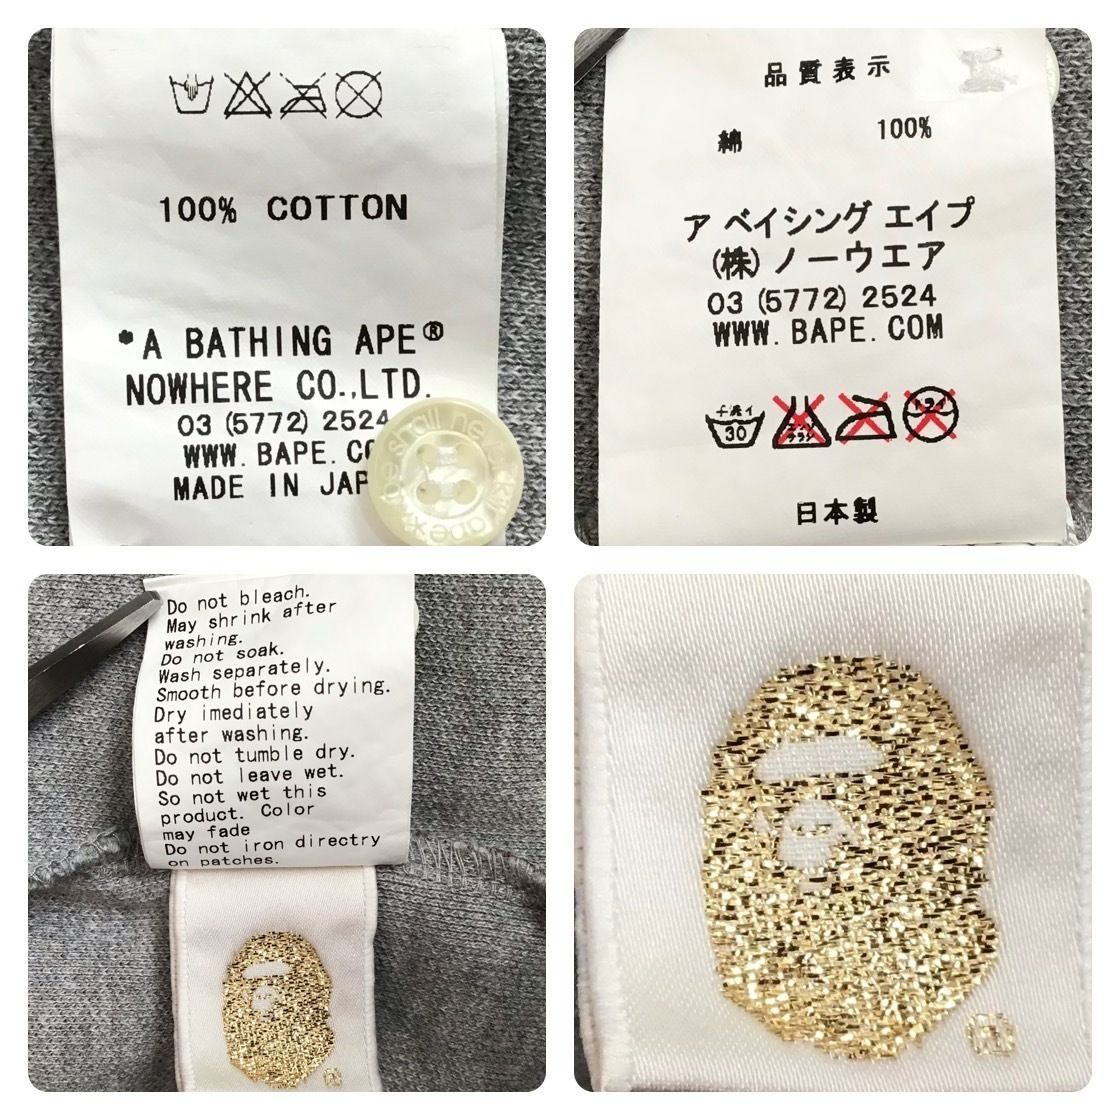 100% COTTON
*A BATHING APE®
NOWHERE CO.,LTD.
03 (5772) 2524
WWW. BAPE. CO
MADE IN JAP
品質表示
綿 100%
ア ベイシング エイプ
(株) ノーウエア
03 (5772) 2524
WWW. BAPE. COM
30
日本製
Do not bleach.
May shrink after
washing.
Do not soak.
Wash separately.
Smooth before drying.
Dry imediately
after washing.
Do not tumble dry.
Do not leave wet.
So not wet this
product. Color
may fade
Do not iron directry
on patches.